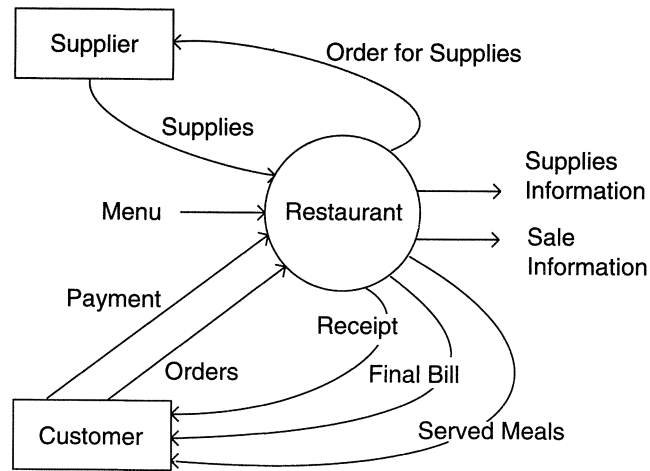 Supplier
Order for Supplies
Supplies
Supplies
Information
Menu
Restaurant
Sale
Information
Payment
Receipt
Orders
Final Bill
Customer
Served Meals